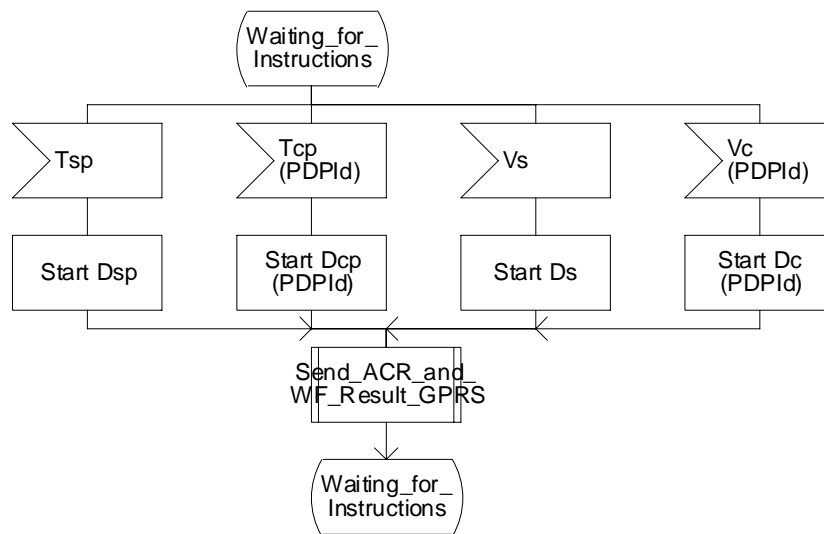 Waiting_for_
Instructions
Tsp
Tcp
(PDPId)
Vs
Vc
(PDPId)
Start Dsp
Start Dcp
(PDPId)
Start Ds
Start Dc
(PDPId)
Send_ACR_and_
WF_Result_GPRS
Waiting_for_
Instructions